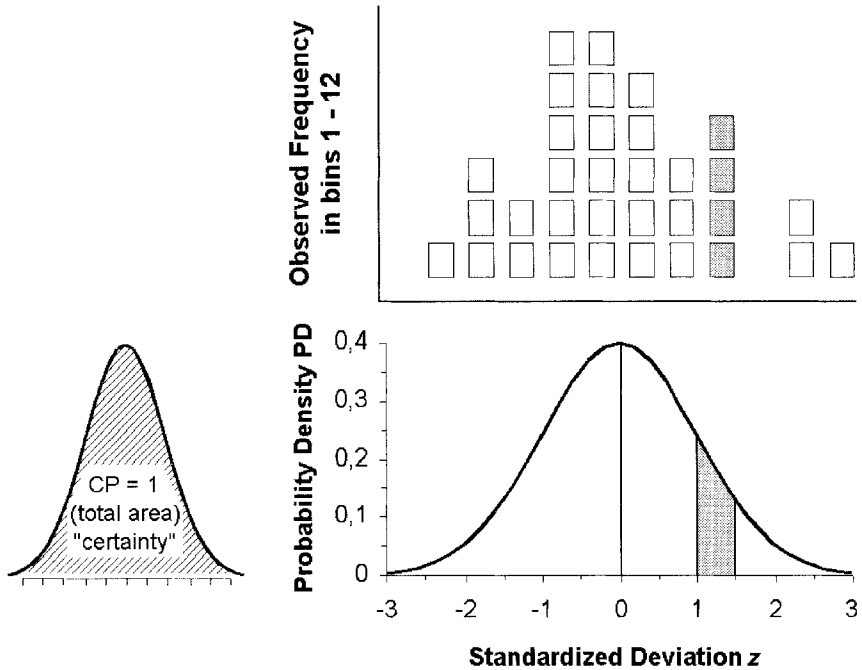 Observed Frequency
in bins 1 - 12
CP = 1
(total area)
"certainty"
Probability Density PD
0,4
0,3
0,2
0,1
0
-3 -2 -1 0 1 2 3
Standardized Deviation z